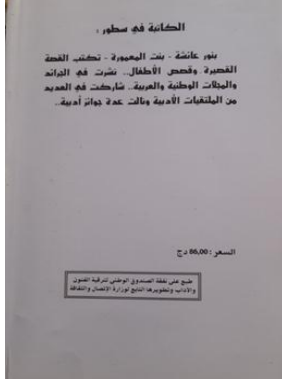 الكاتبة في سطور :
بنور عائشة - بنت المعمورة - تكتب القصة
القصيرة وقصص الأطفال.. نشرت في الجرائد
والمجلات الوطنية والعربية.. شاركت في العديد
من الملتقيات الأدبية ونالت عدة جوائز أدبية..
السعر : 86,00 دج
طبع على نفقة الصندوق الوطني لترقية الفنون
والآداب وتطويرها التابع لوزارة الإتصال والثقافة